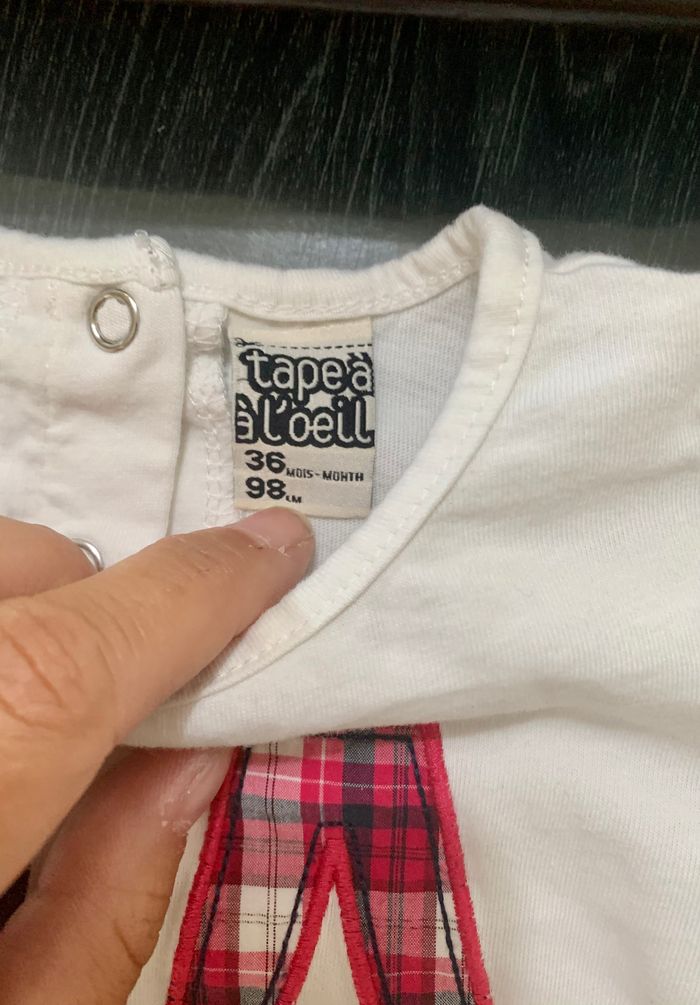 tape à
à l'oeil
36 MOIS-MONTH
98 CM